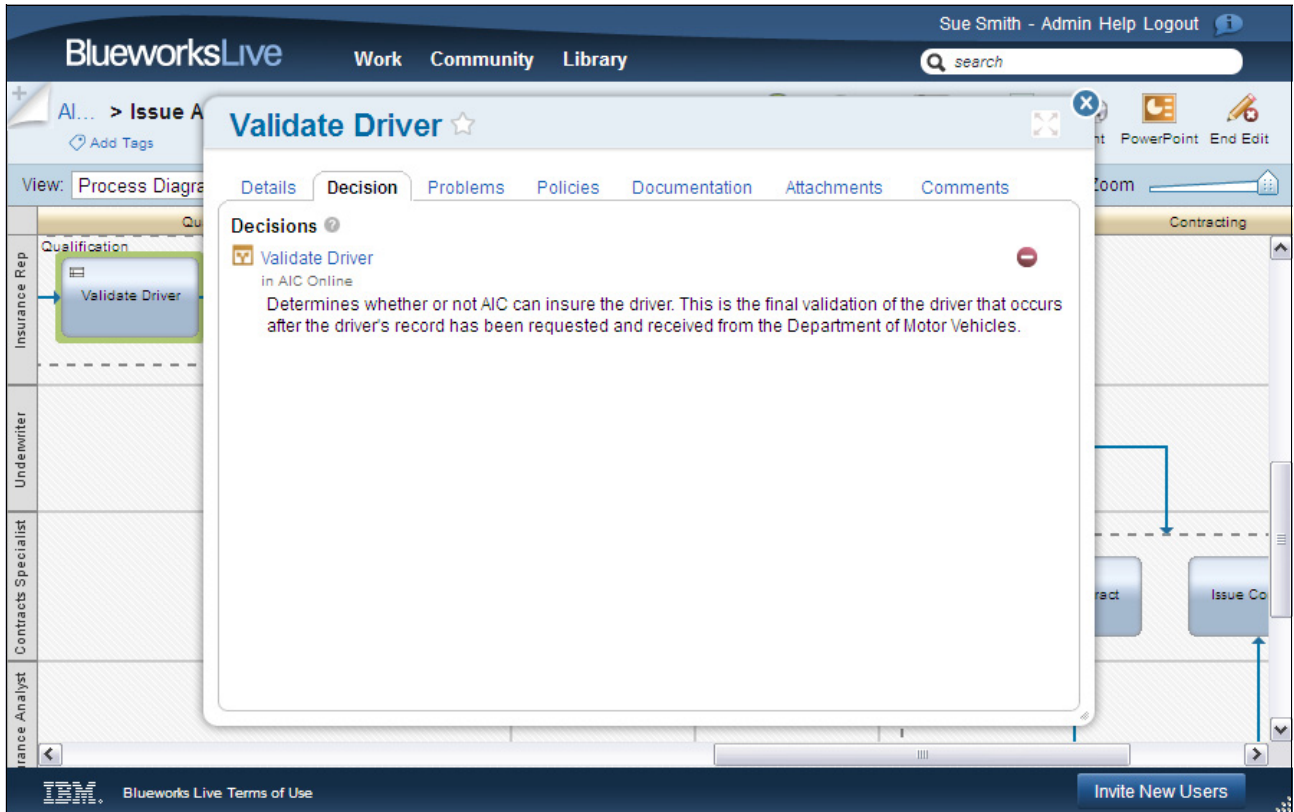 Sue Smith - Admin Help Logout
BlueworksLive
Work Community Library
search
AI... > Issue A
Add Tags
PowerPoint End Edit
View: Process Diagra
Zoom
Validate Driver
Details Decision Problems Policies Documentation Attachments Comments
Decisions
Validate Driver
in AIC Online
Determines whether or not AIC can insure the driver. This is the final validation of the driver that occurs
after the driver's record has been requested and received from the Department of Motor Vehicles.
Qu
Contracting
Qualification
Validate Driver
Insurance Rep
Underwriter
Contracts Specialist
ract
Issue Co
rance Analyst
IBM.
Blueworks Live Terms of Use
Invite New Users